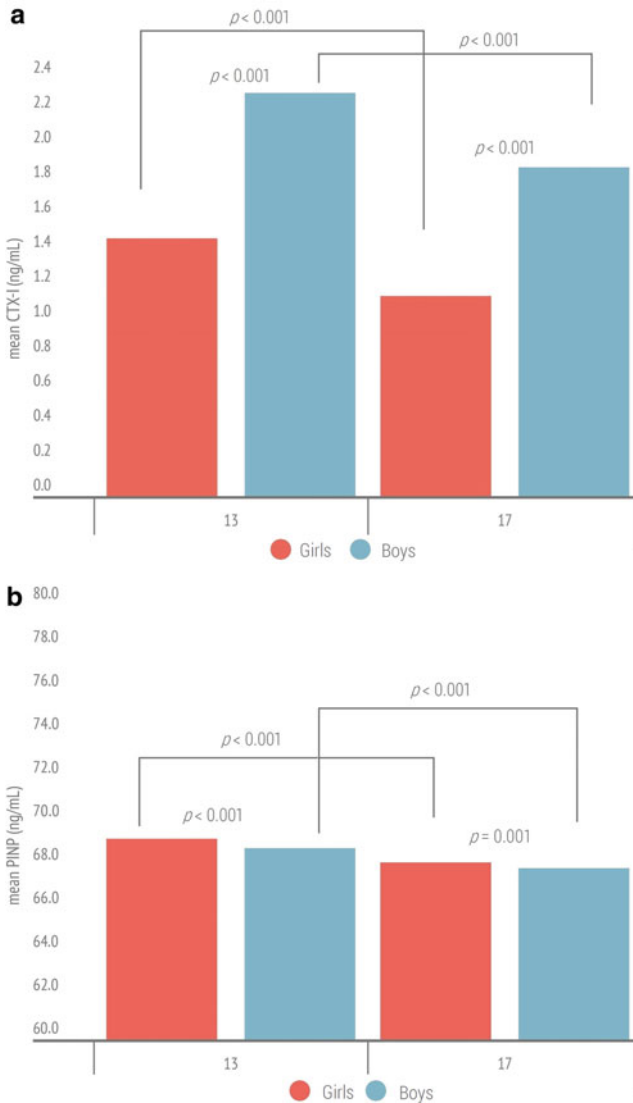 a
p < 0.001
p < 0.001
p < 0.001
p < 0.001
mean CTX-I (ng/mL)
2.4
2.2
2.0
1.8
1.6
1.4
1.2
1.0
0.8
0.6
0.4
0.2
0.0
13 17
Girls Boys
b
mean PINP (ng/mL)
80.0
78.0
76.0
74.0
72.0
70.0
68.0
66.0
64.0
62.0
60.0
p < 0.001
p < 0.001
p < 0.001
p = 0.001
13 17
Girls Boys